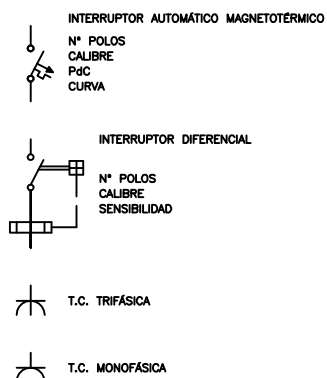 INTERRUPTOR AUTOMÁTICO MAGNETOTÉRMICO
Nº POLOS
CALIBRE
PdC
CURVA
INTERRUPTOR DIFERENCIAL
Nº POLOS
CALIBRE
SENSIBILIDAD
T.C. TRIFÁSICA
T.C. MONOFÁSICA